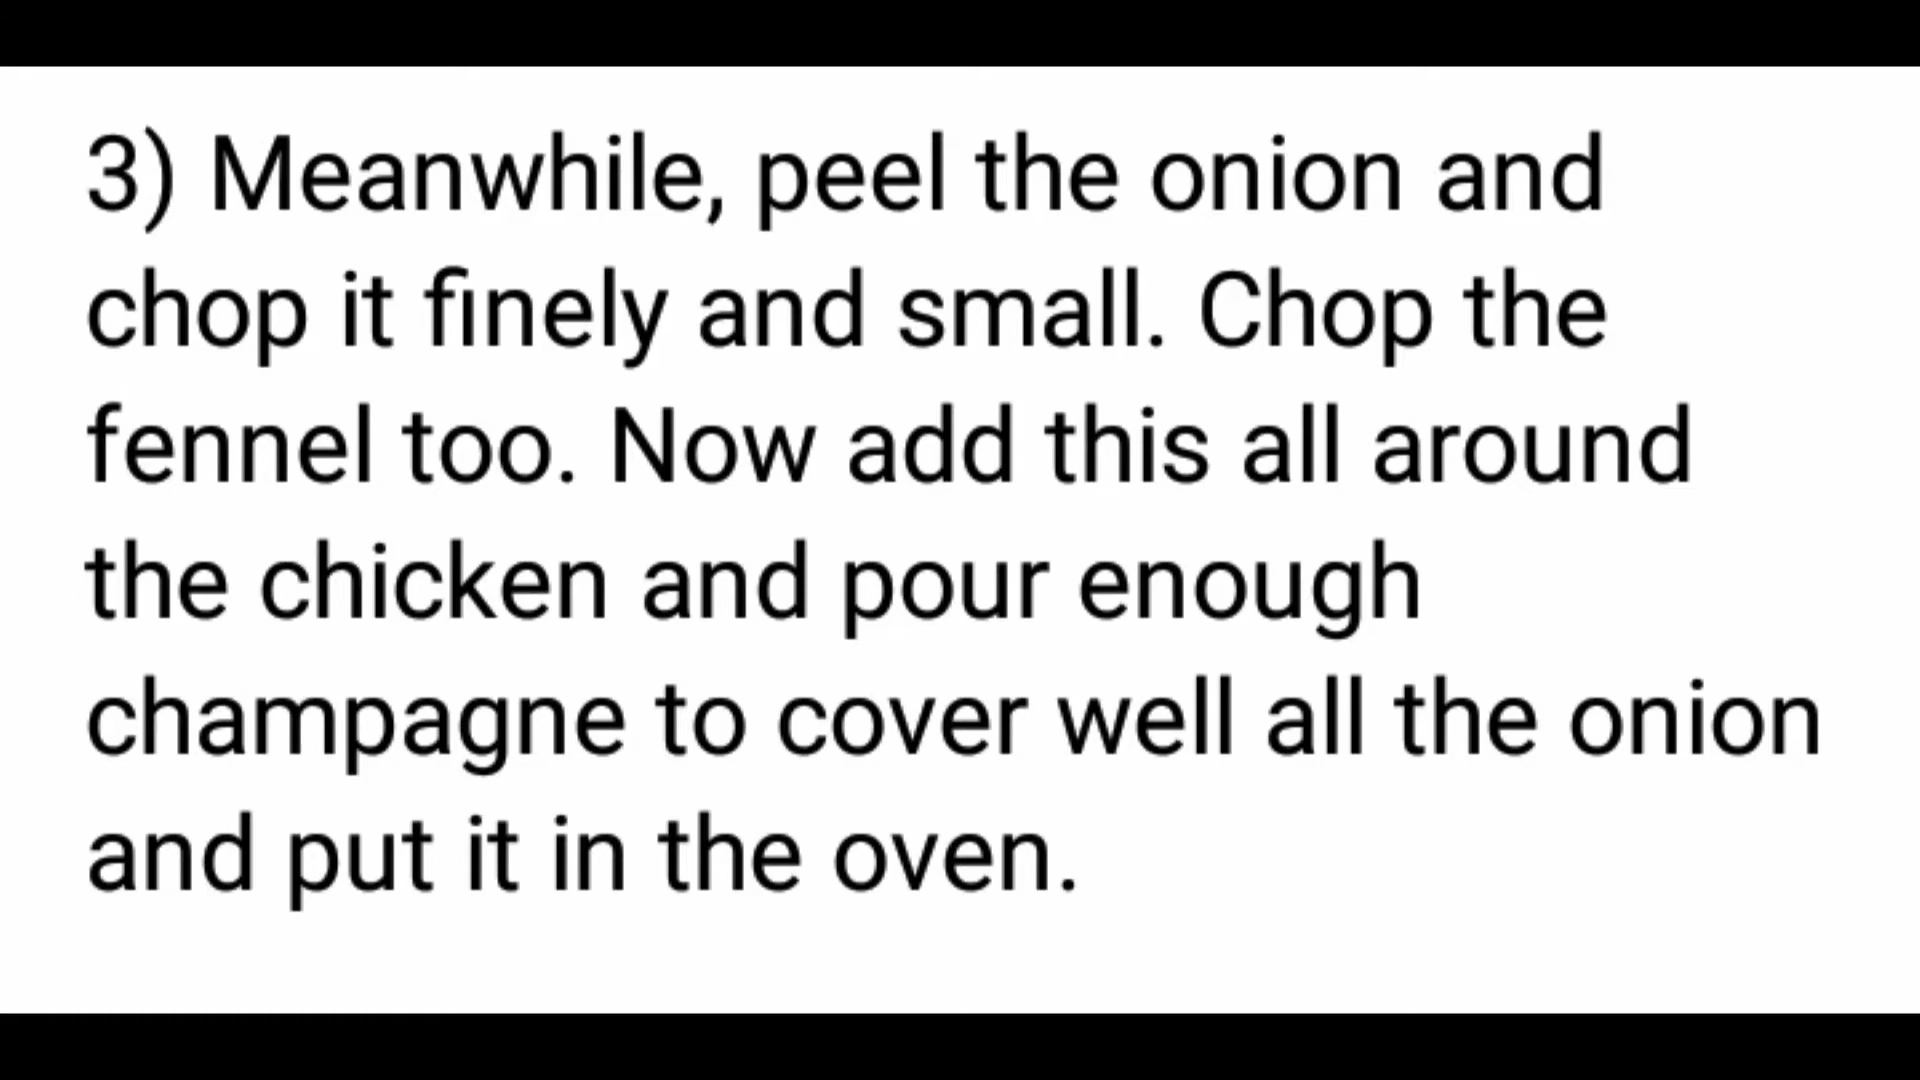 3) Meanwhile, peel the onion and
chop it finely and small. Chop the
fennel too. Now add this all around
the chicken and pour enough
champagne to cover well all the onion
and put it in the oven.